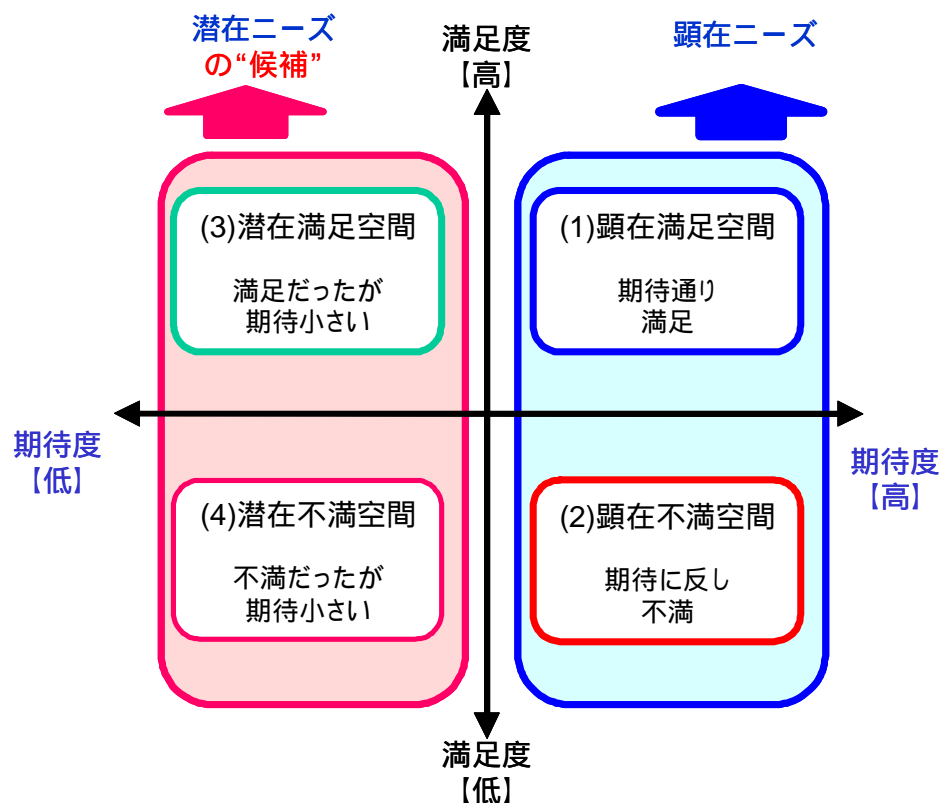 潜在ニーズ
の“候補”
満足度
【高】
顕在ニーズ
(3)潜在満足空間
満足だったが
期待小さい
(1)顕在満足空間
期待通り
満足
期待度
【低】
期待度
【高】
(4)潜在不満空間
不満だったが
期待小さい
(2)顕在不満空間
期待に反し
不満
満足度
【低】